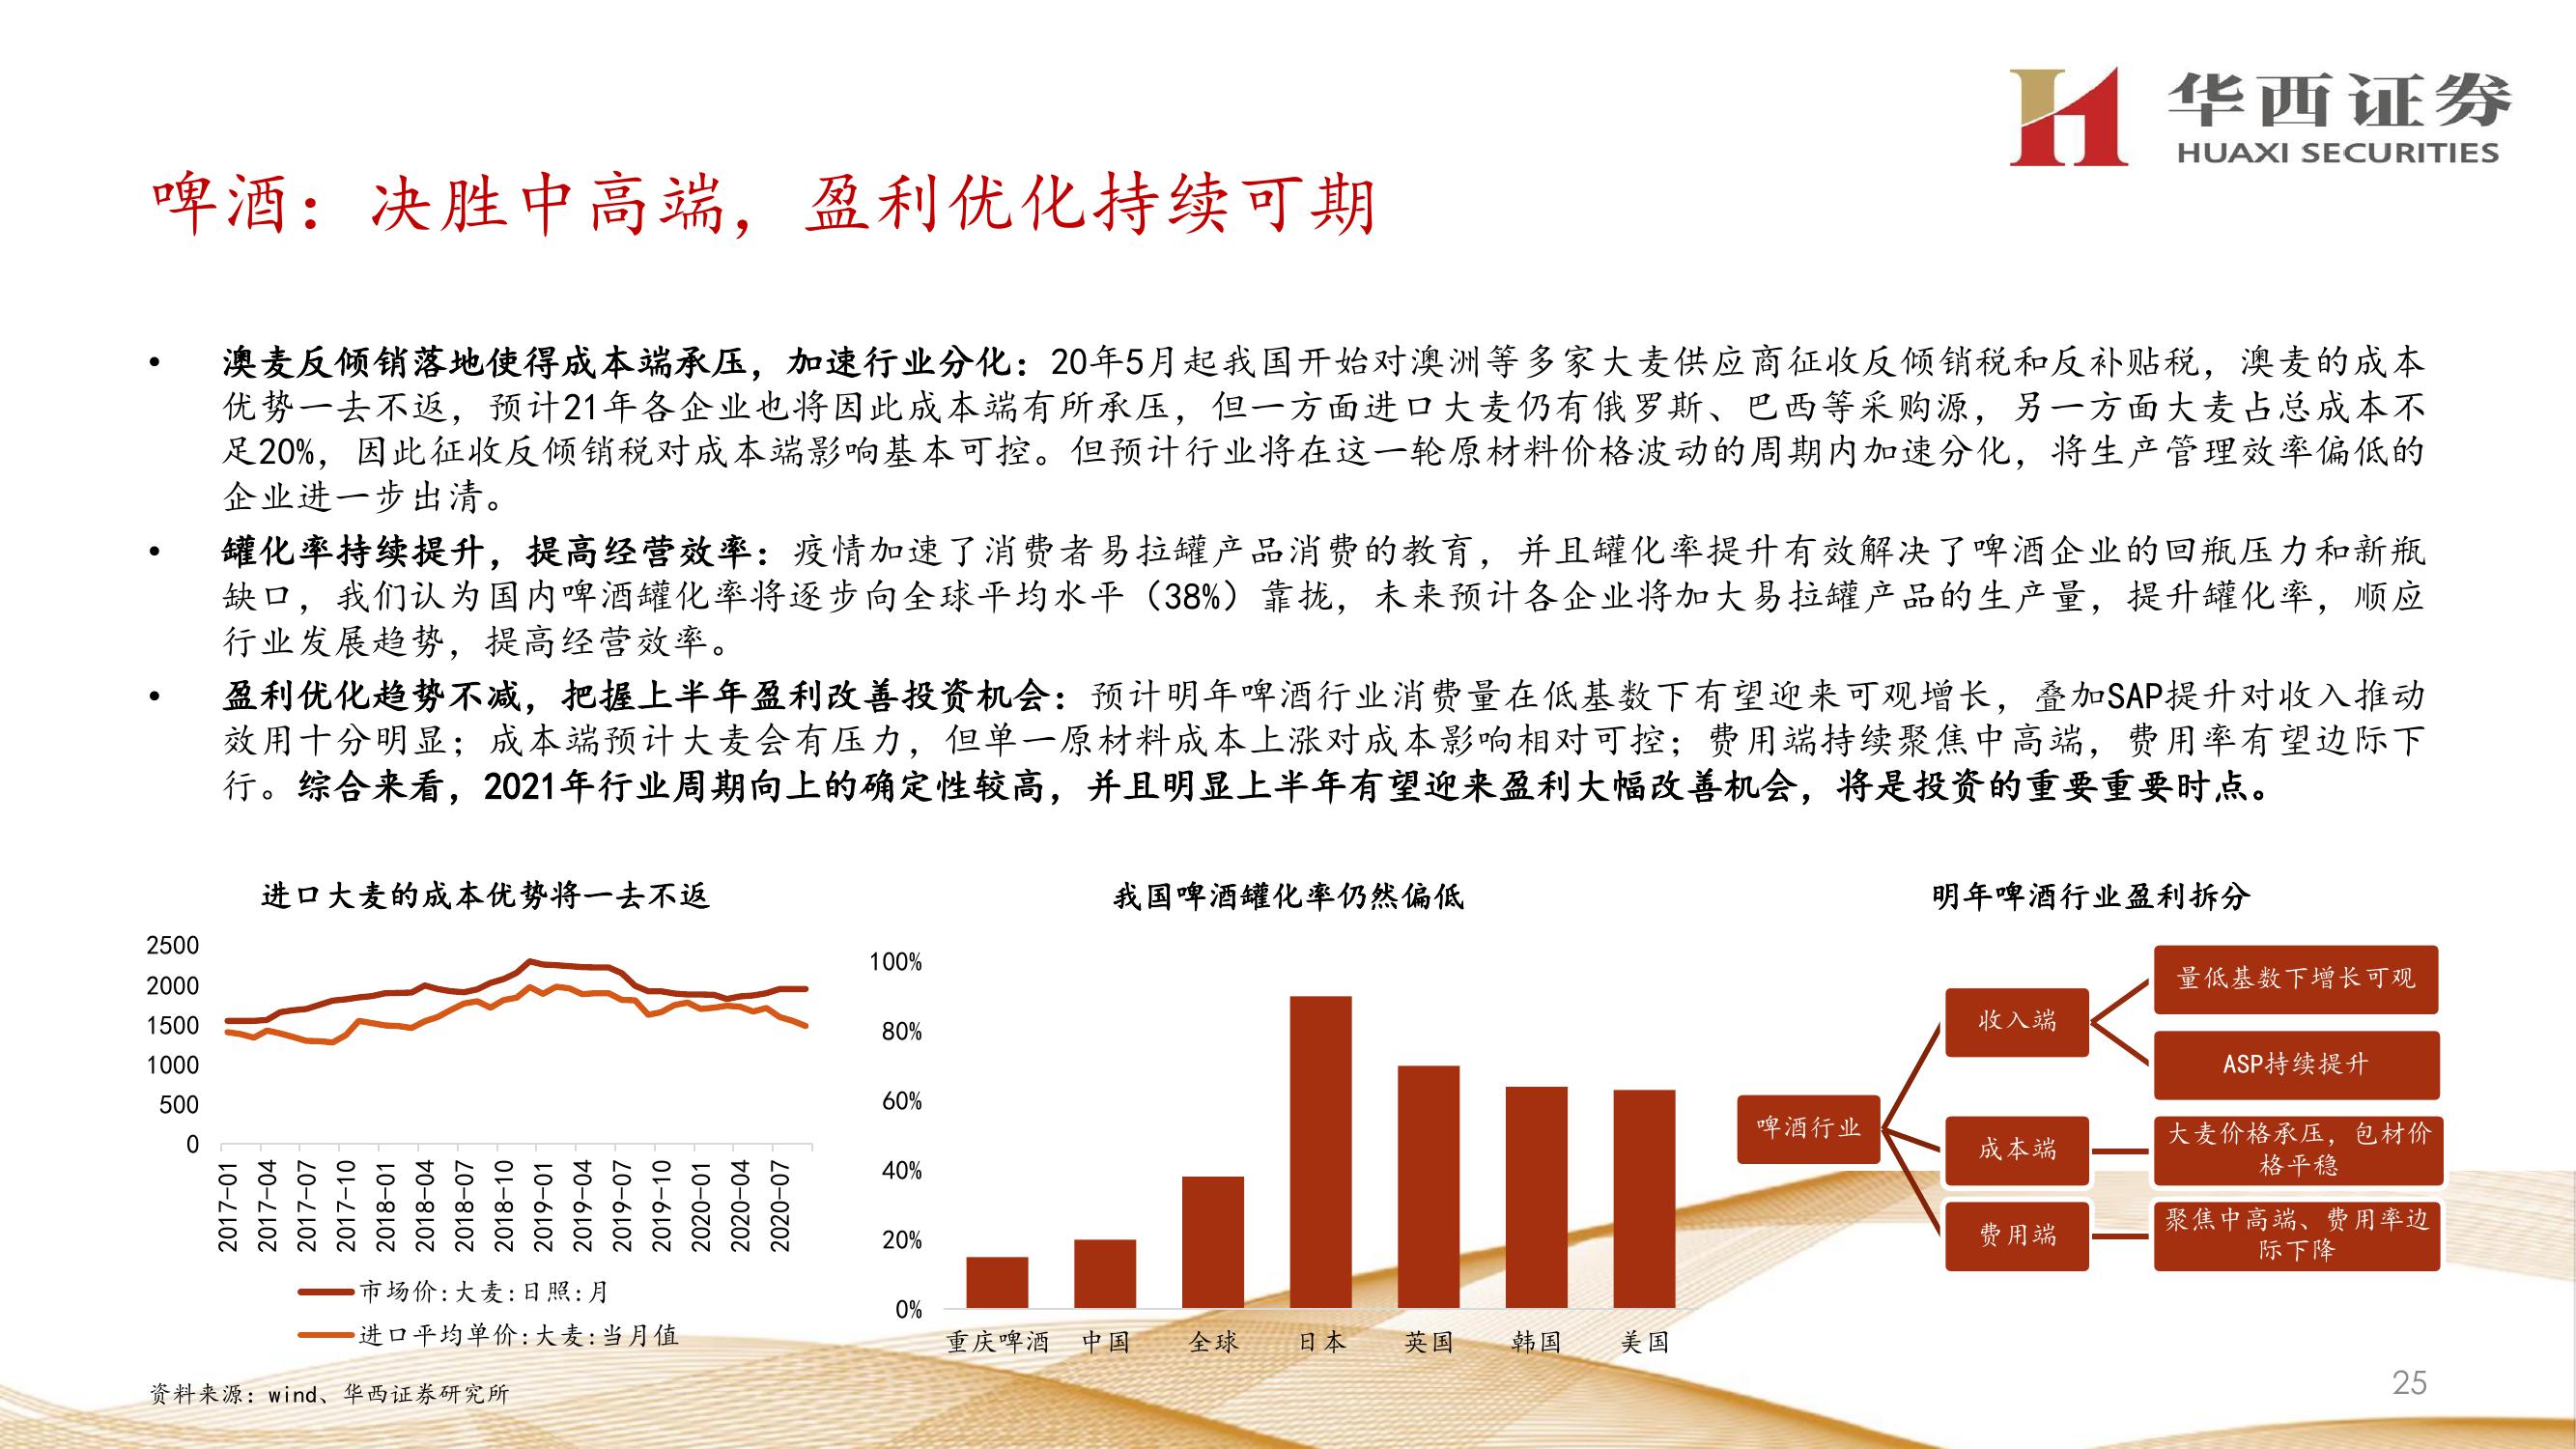 华西证券
HUAXI SECURITIES
啤酒：决胜中高端，盈利优化持续可期
• 澳麦反倾销落地使得成本端承压，加速行业分化：20年5月起我国开始对澳洲等多家大麦供应商征收反倾销税和反补贴税，澳麦的成本
优势一去不返，预计21年各企业也将因此成本端有所承压，但一方面进口大麦仍有俄罗斯、巴西等采购源，另一方面大麦占总成本不
足20%，因此征收反倾销税对成本端影响基本可控。但预计行业将在这一轮原材料价格波动的周期内加速分化，将生产管理效率偏低的
企业进一步出清。
• 罐化率持续提升，提高经营效率：疫情加速了消费者易拉罐产品消费的教育，并且罐化率提升有效解决了啤酒企业的回瓶压力和新瓶
缺口，我们认为国内啤酒罐化率将逐步向全球平均水平（38%）靠拢，未来预计各企业将加大易拉罐产品的生产量，提升罐化率，顺应
行业发展趋势，提高经营效率。
• 盈利优化趋势不减，把握上半年盈利改善投资机会：预计明年啤酒行业消费量在低基数下有望迎来可观增长，叠加SAP提升对收入推动
效用十分明显；成本端预计大麦会有压力，但单一原材料成本上涨对成本影响相对可控；费用端持续聚焦中高端，费用率有望边际下
行。综合来看，2021年行业周期向上的确定性较高，并且明显上半年有望迎来盈利大幅改善机会，将是投资的重要重要时点。
进口大麦的成本优势将一去不返
2500
2000
1500
1000
500
0
2017-01
2017-04
2017-07
2017-10
2018-01
2018-04
2018-07
2018-10
2019-01
2019-04
2019-07
2019-10
2020-01
2020-04
2020-07
市场价:大麦:日照:月
进口平均单价:大麦:当月值
我国啤酒罐化率仍然偏低
100%
80%
60%
40%
20%
0%
重庆啤酒 中国 全球 日本 英国 韩国 美国
明年啤酒行业盈利拆分
啤酒行业
收入端
量低基数下增长可观
ASP持续提升
成本端
大麦价格承压，包材价
格平稳
费用端
聚焦中高端、费用率边
际下降
资料来源：wind、华西证券研究所
25